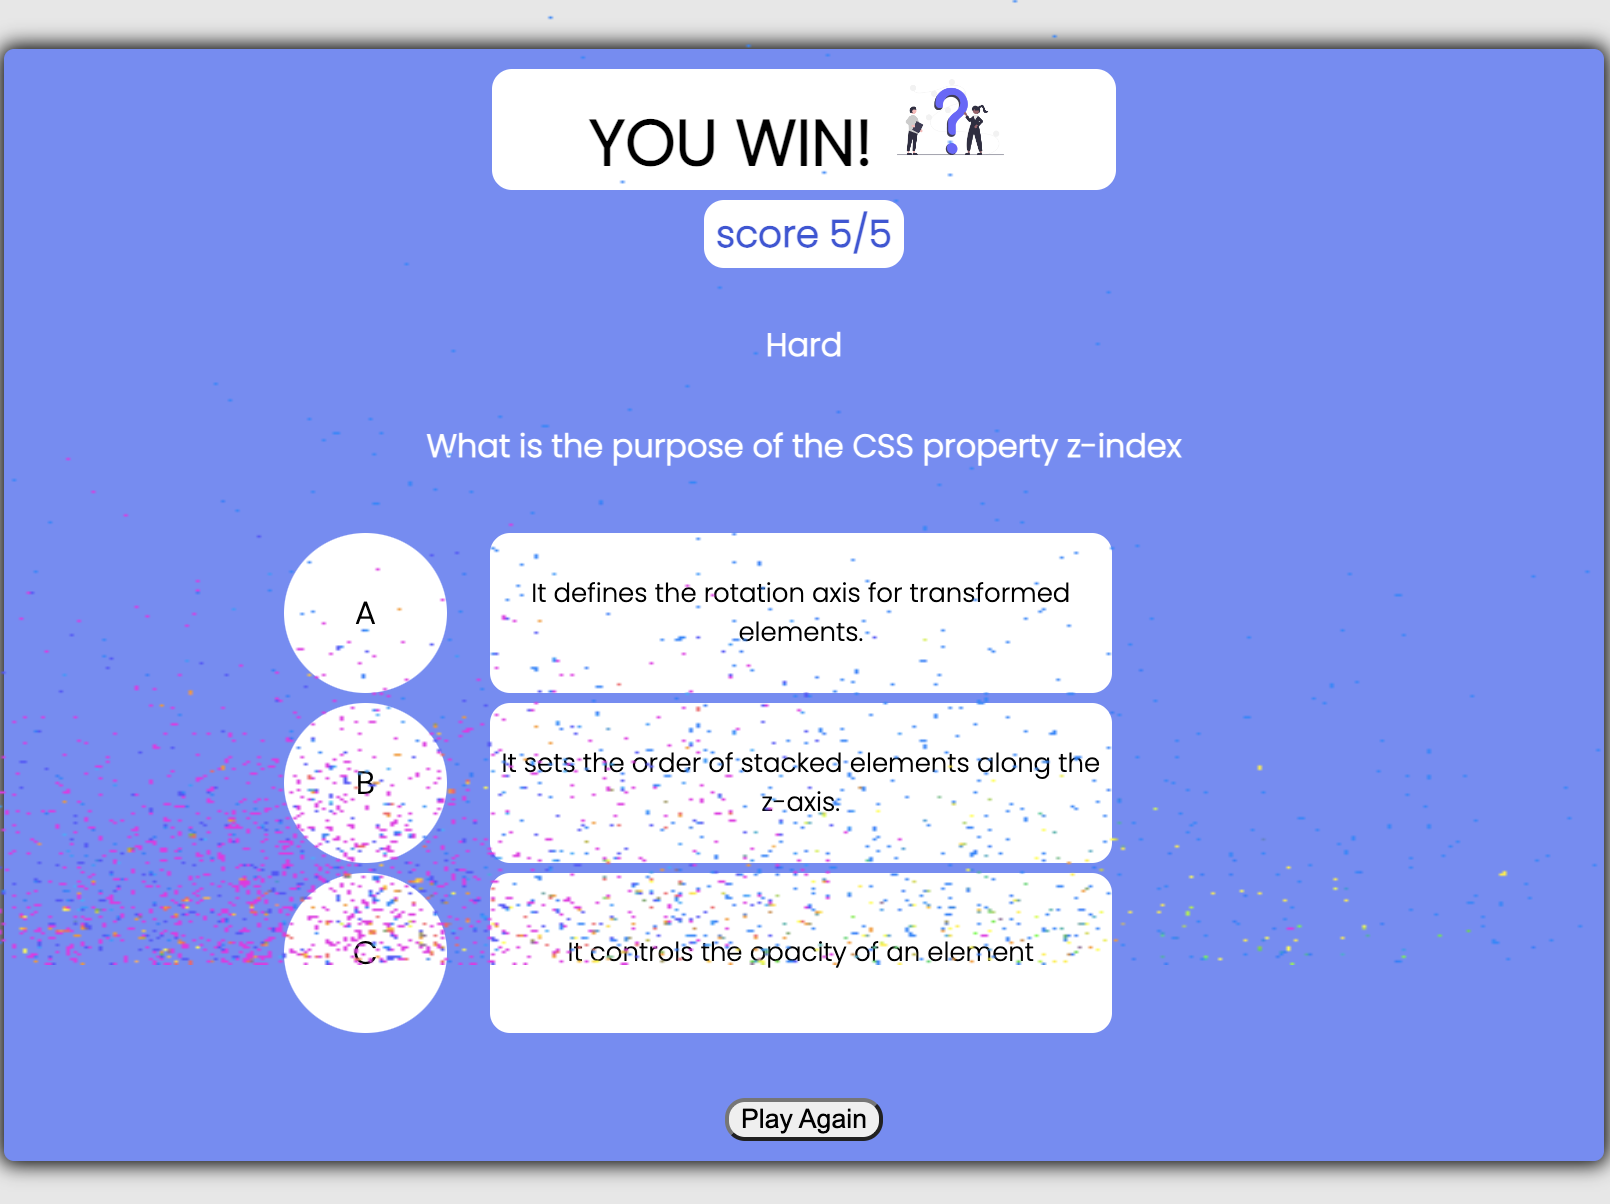 YOU WIN! ?
score 5/5
Hard
What is the purpose of the CSS property z-index
A
It defines the rotation axis for transformed
elements.
B
It sets the order of stacked elements along the
z-axis.
C
It controls the opacity of an element
Play Again